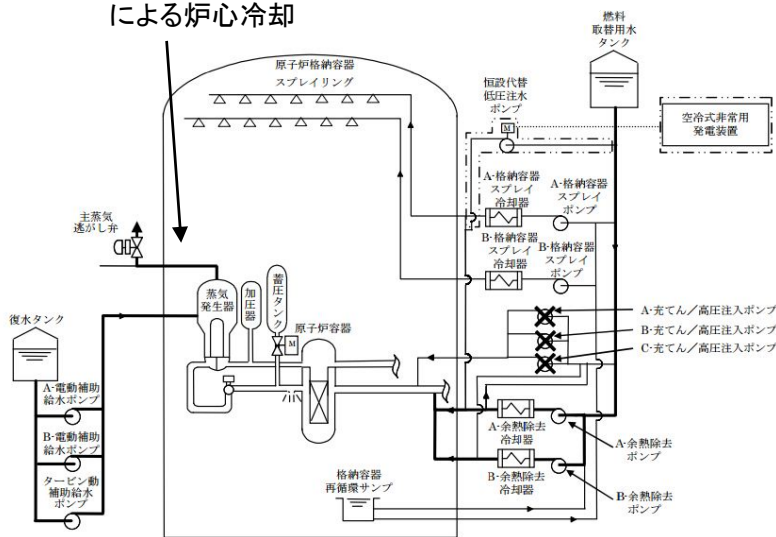 による炉心冷却
燃料
取替用水
タンク
原子炉格納容器
スプレイリング
恒設代替
低圧注水
ポンプ
M
空冷式非常用
発電装置
A-格納容器
スプレイ
冷却器
A-格納容器
スプレイ
ポンプ
主蒸気
逃がし弁
B-格納容器
スプレイ
冷却器
B-格納容器
スプレイ
ポンプ
蒸気
発生器
加圧器
蓄圧タンク
復水タンク
原子炉容器
M
A-充てん/高圧注入ポンプ
B-充てん/高圧注入ポンプ
C-充てん/高圧注入ポンプ
A-電動補助
給水ポンプ
B-電動補助
給水ポンプ
タービン動
補助給水
ポンプ
A-余熱除去
冷却器
A-余熱除去
ポンプ
B-余熱除去
冷却器
B-余熱除去
ポンプ
格納容器
再循環サンプ